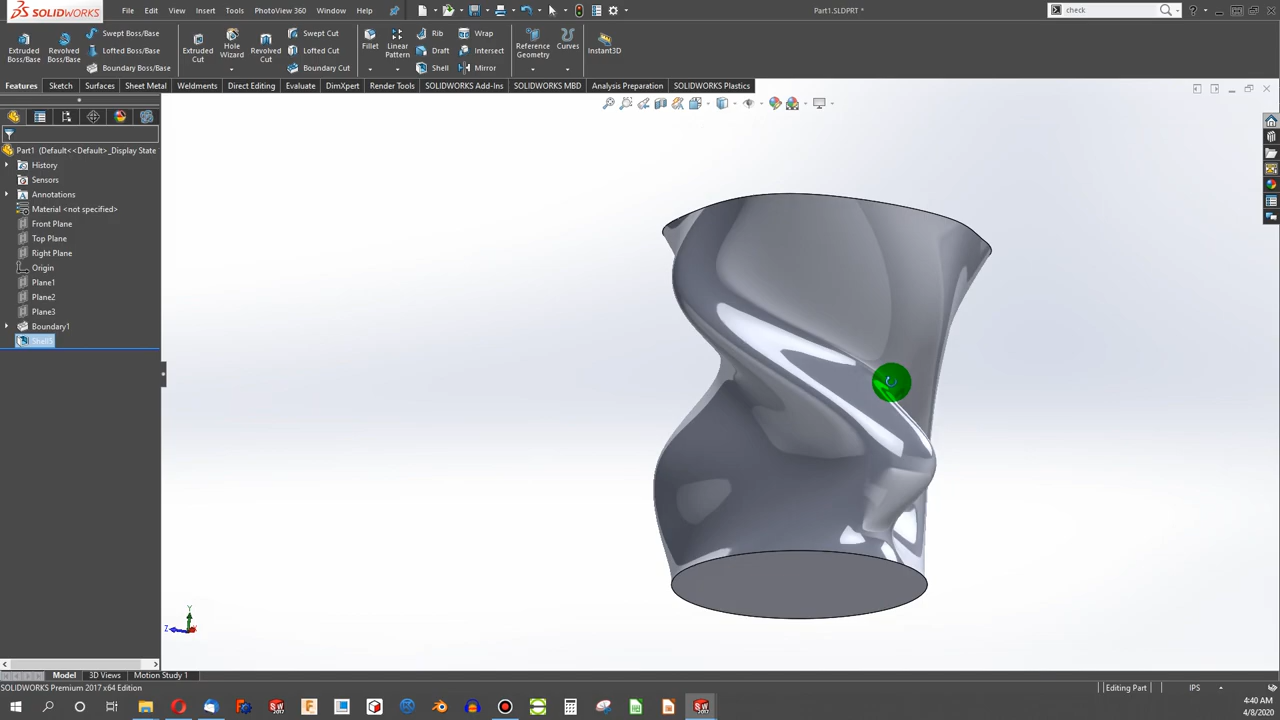 SOLIDWORKS File Edit View Insert Tools PhotoView 360 Window Help Part1.SLDPRT * check
Extruded Boss/Base
Revolved Boss/Base
Swept Boss/Base
Lofted Boss/Base
Boundary Boss/Base
Extruded Cut
Hole Wizard
Revolved Cut
Swept Cut
Lofted Cut
Boundary Cut
Fillet
Linear Pattern
Rib
Draft
Shell
Wrap
Intersect
Mirror
Reference Geometry
Curves
Instant3D
Features Sketch Surfaces Sheet Metal Weldments Direct Editing Evaluate DimXpert Render Tools SOLIDWORKS Add-Ins SOLIDWORKS MBD Analysis Preparation SOLIDWORKS Plastics
Part1 (Default<<Default>_Display State
History
Sensors
Annotations
Material <not specified>
Front Plane
Top Plane
Right Plane
Origin
Plane1
Plane2
Plane3
Boundary1
Y
Z
Model 3D Views Motion Study 1
SOLIDWORKS Premium 2017 x64 Edition Editing Part IPS
4:40 AM
4/8/2020